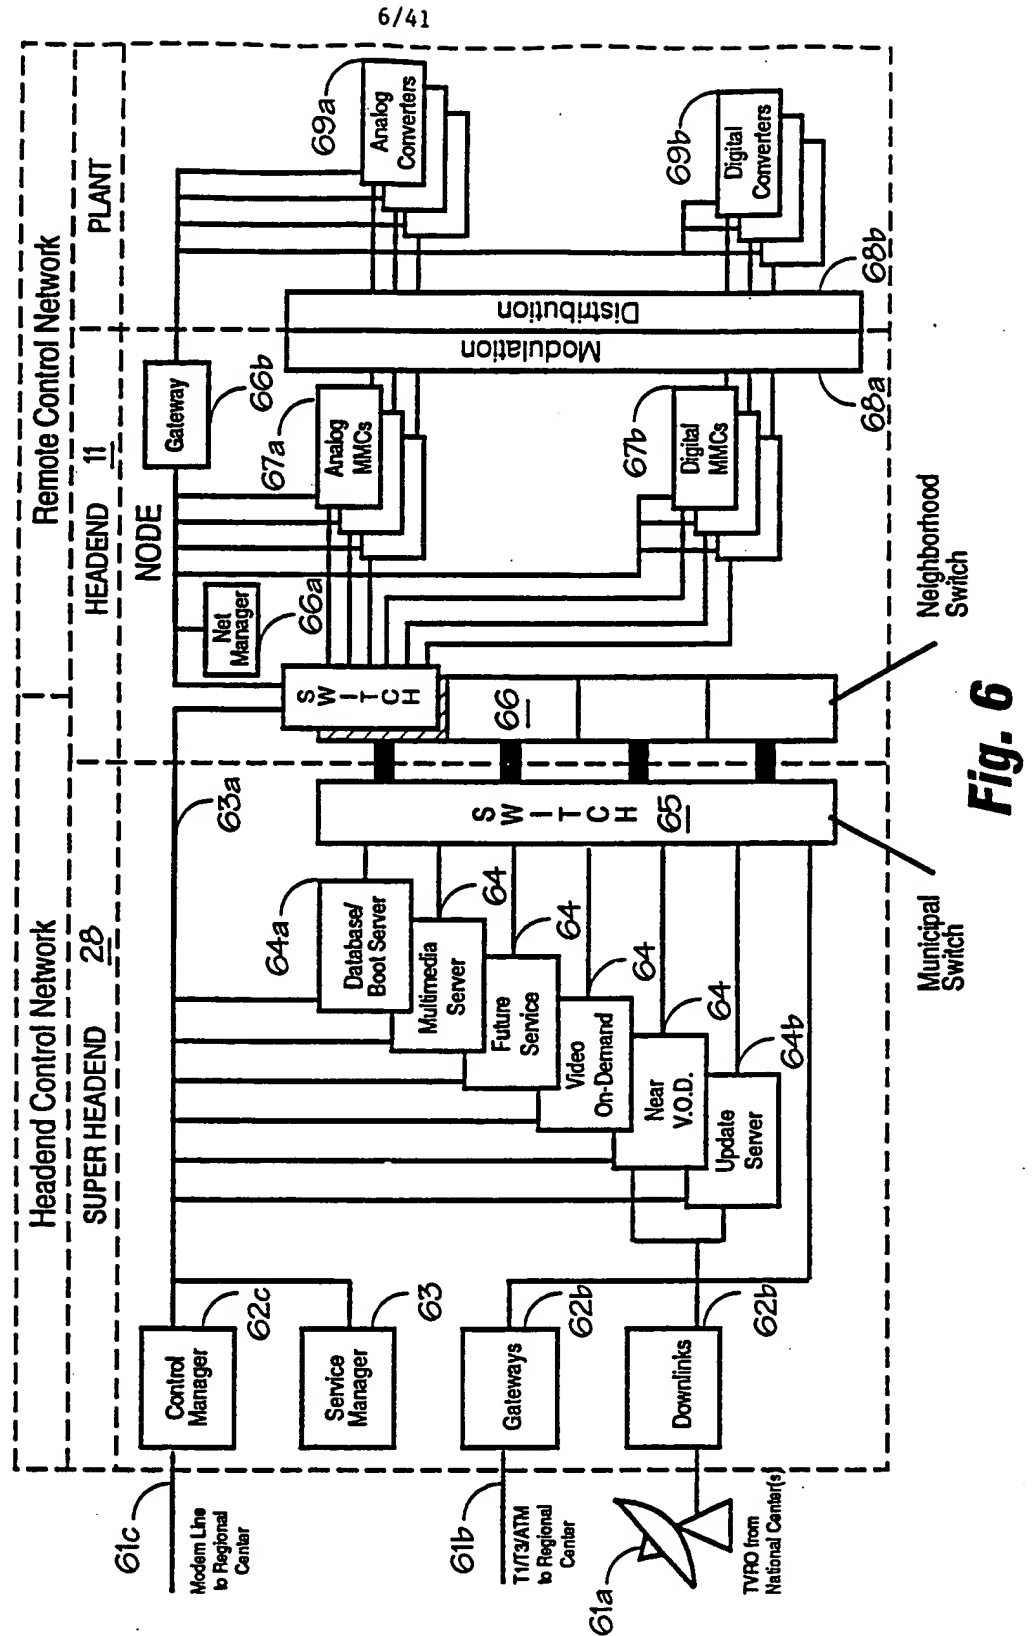 6/41
Headend Control Network
Remote Control Network
SUPER HEADEND
28
HEADEND
11
PLANT
NODE
61c
Modem Line
to Regional
Center
Control
Manager
62c
63a
Service
Manager
63
61b
T1/T3/ATM
to Regional
Center
Gateways
62b
61a
TVRO from
National Center(s)
Downlinks
62b
64a
Database/
Boot Server
Multimedia
Server
64
Future
Service
64
Video
On-Demand
64
Near
V.O.D.
64
Update
Server
64b
SWITCH
65
Municipal
Switch
SWITCH
66
Neighborhood
Switch
Net
Manager
66a
Gateway
66b
67a
Analog
MMCs
67b
Digital
MMCs
Modulation
68a
Distribution
68b
69a
Analog
Converters
69b
Digital
Converters
Fig. 6